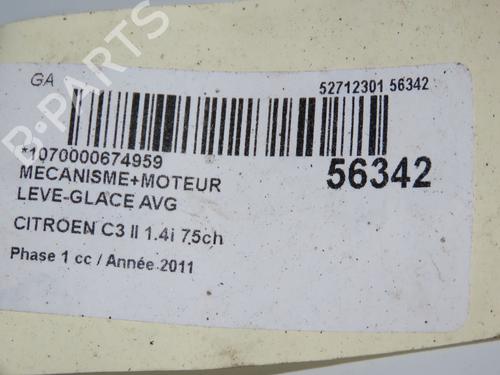 B-PARTS
GA
52712301 56342
*1070000674959
56342
MECANISME+MOTEUR
LEVE-GLACE AVG
CITROEN C3 II 1.4i 75ch
Phase 1 cc / Année 2011